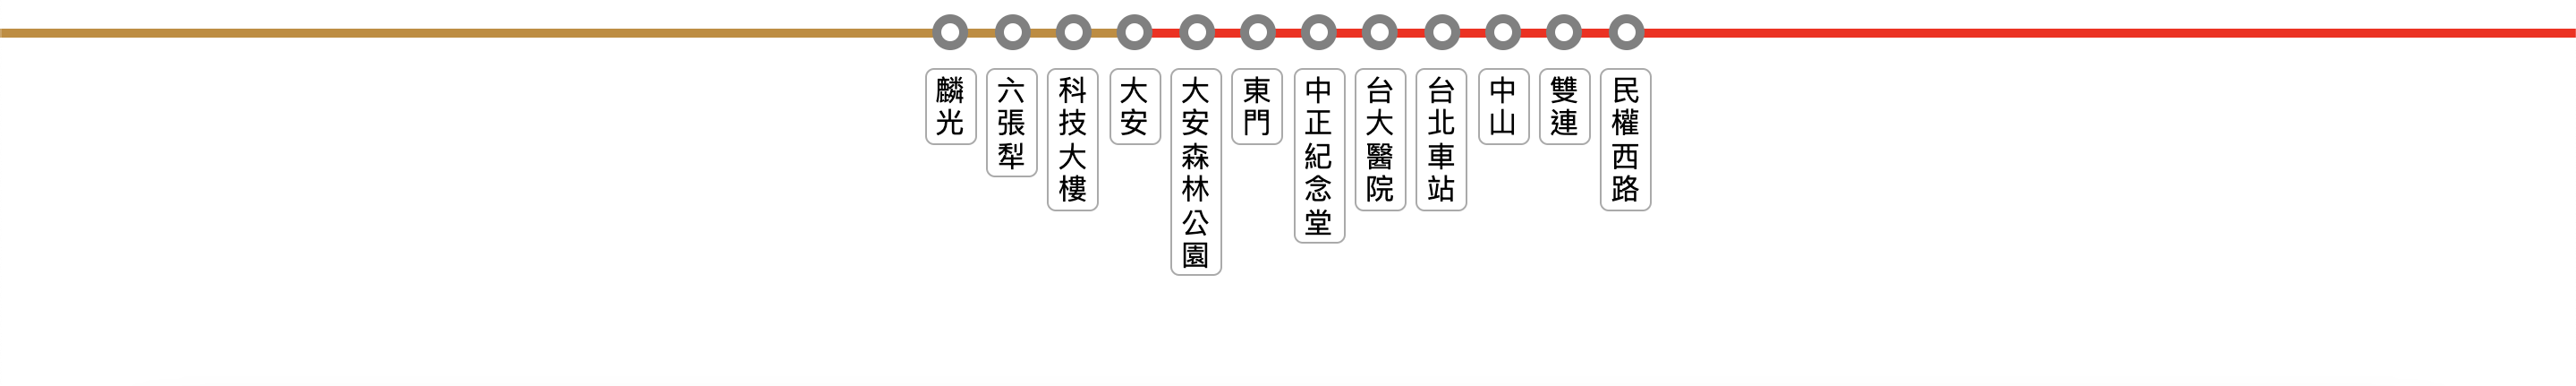 麟光
六張犁
科技大樓
大安
大安森林公園
東門
中正紀念堂
台大醫院
台北車站
中山
雙連
民權西路